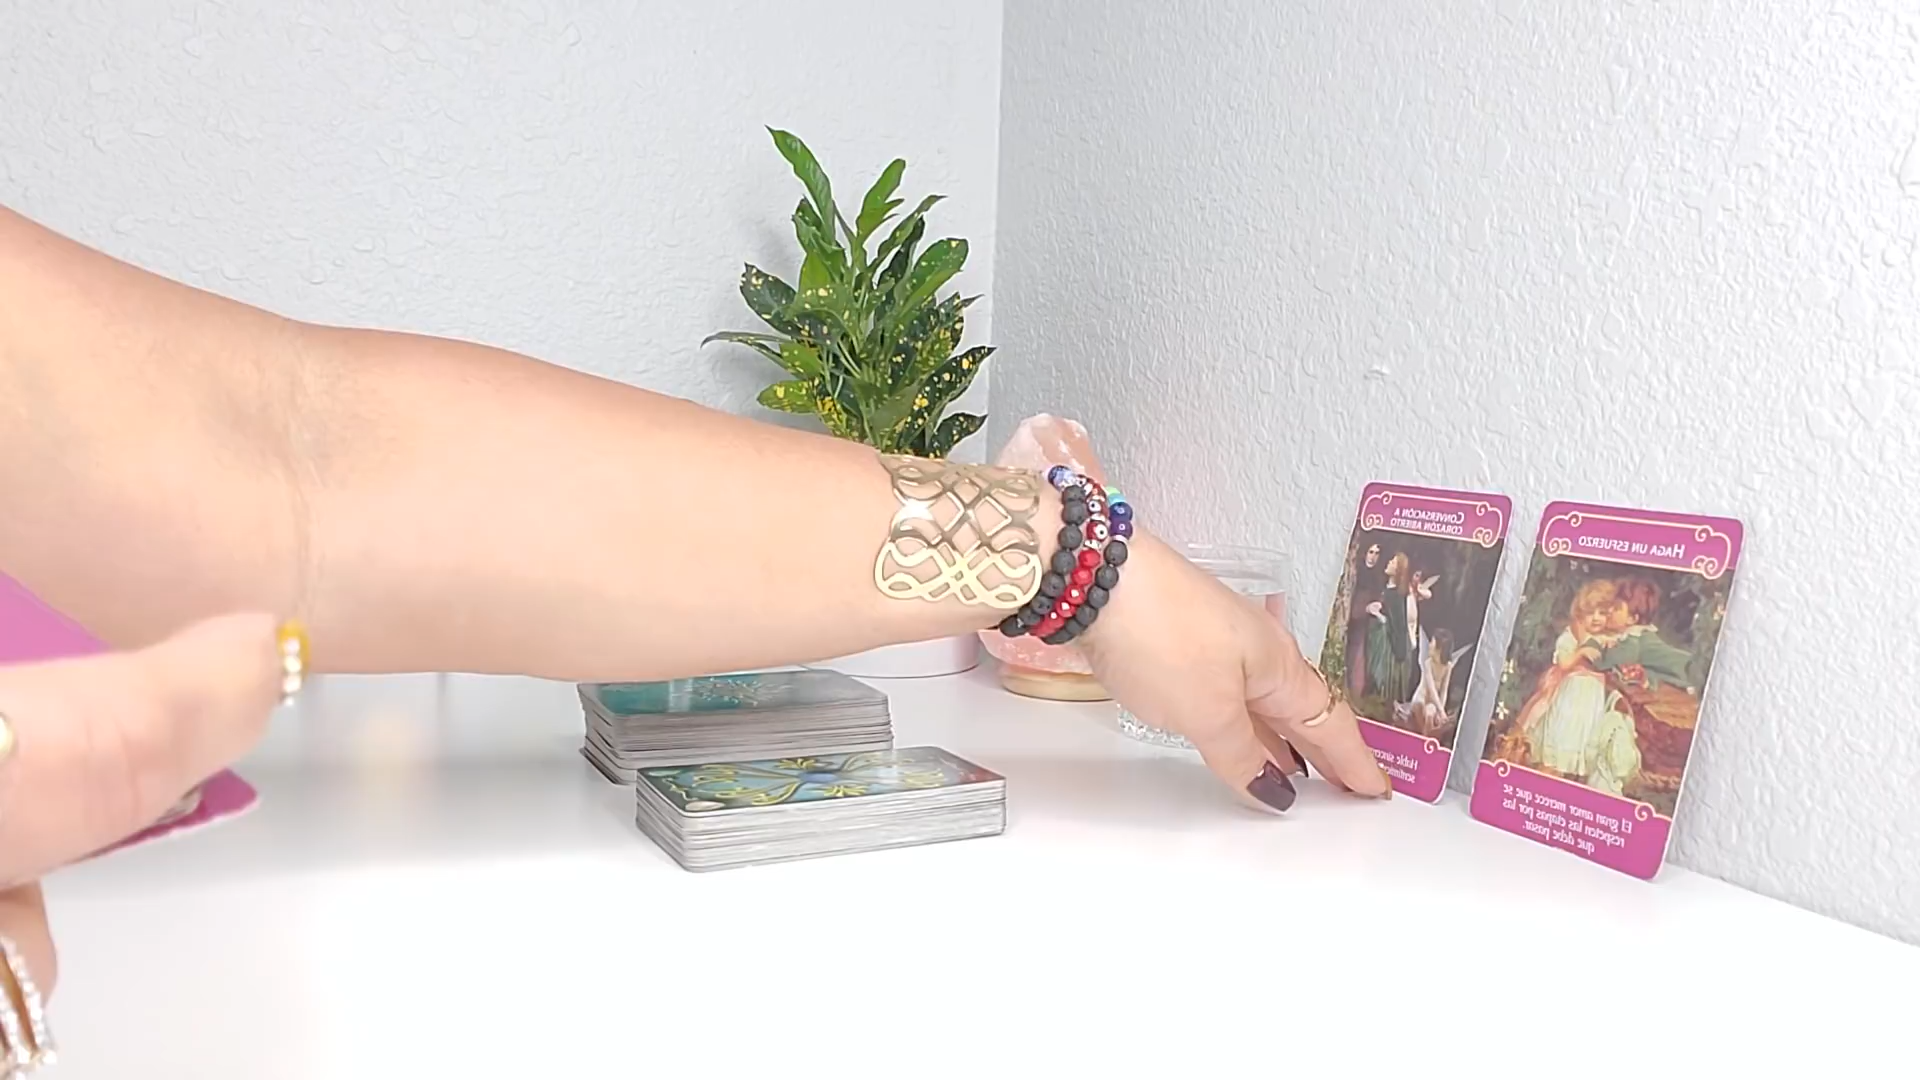 CONVERSACIÓN A
CORAZÓN ABIERTO
Hable
HAGA UN ESFUERZO
El gran amor merece que se
respeten las etapas por las
que debe pasar.